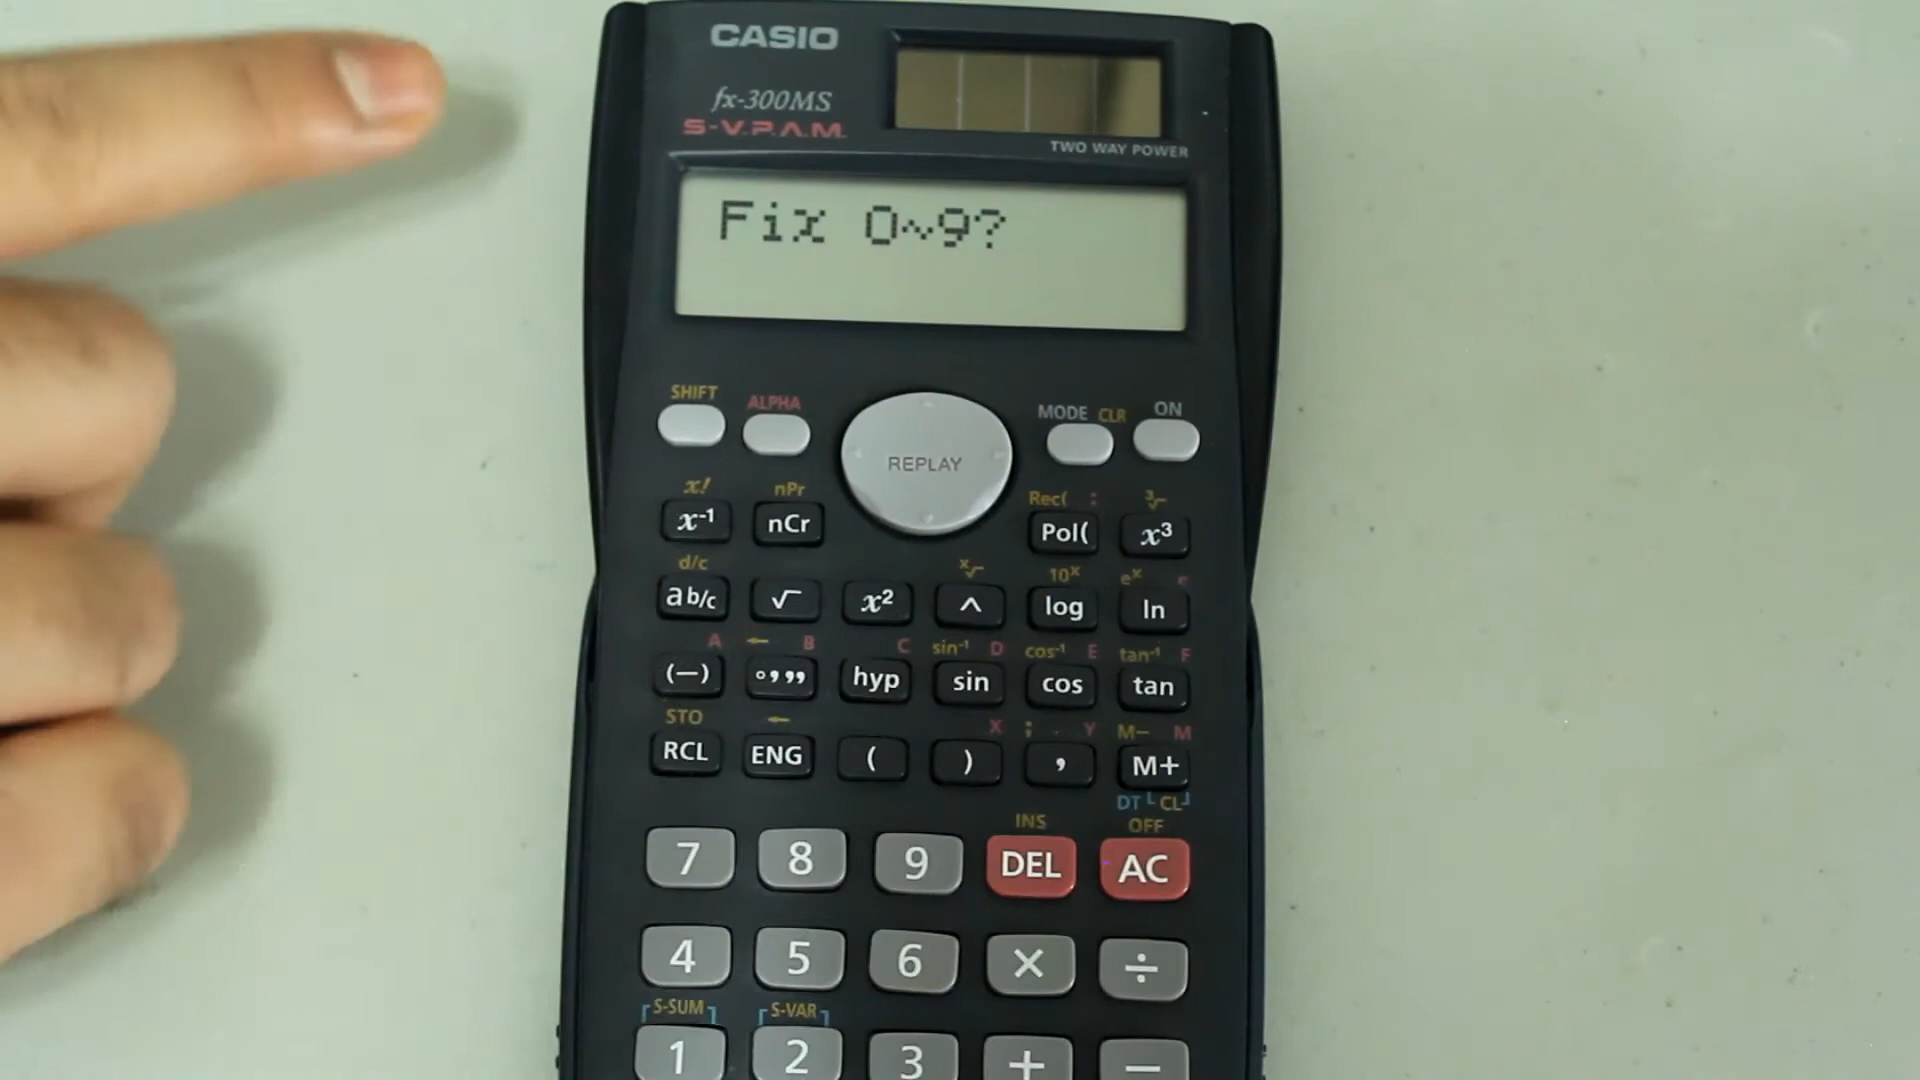 CASIO
fx-300MS
S-V.P.A.M.
TWO WAY POWER
Fix 0~9?
SHIFT ALPHA MODE CLR ON
REPLAY
x! nPr Rec( : ³√
x⁻¹ nCr Pol( x³
d/c ˣ√ 10ˣ eˣ e
ab/c √ x² ^ log ln
A ← B C sin⁻¹ D cos⁻¹ E tan⁻¹ F
(−) ° ’ ” hyp sin cos tan
STO ← X ; Y M− M
RCL ENG ( ) , M+
DT CL
INS OFF
7 8 9 DEL AC
4 5 6 × ÷
S-SUM S-VAR
1 2 3 + −